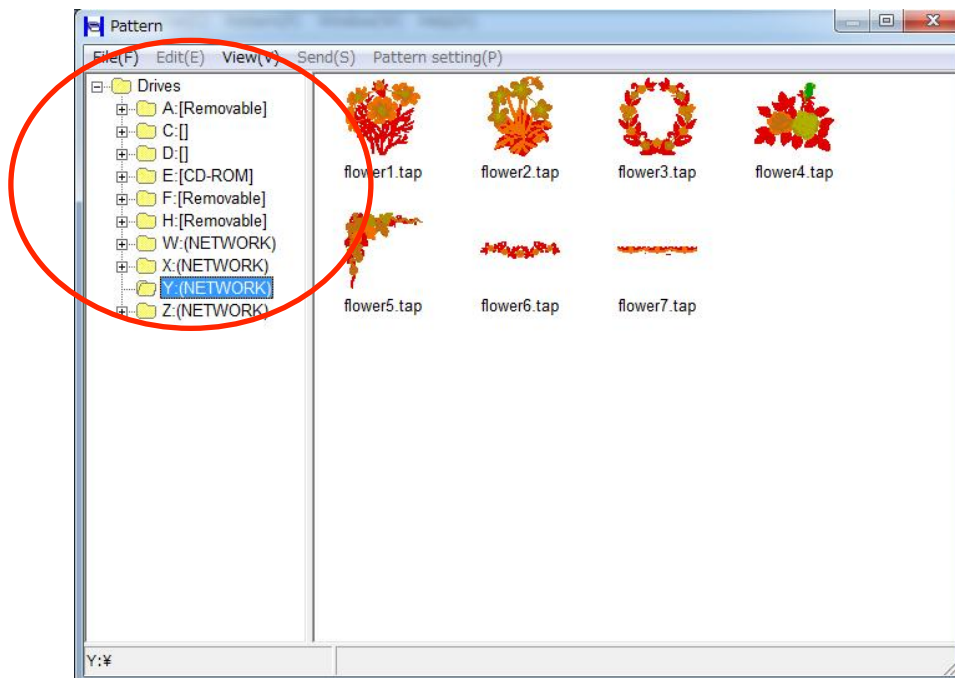 Pattern
File(F) Edit(E) View(V) Send(S) Pattern setting(P)
Drives
A:[Removable]
C:[]
D:[]
E:[CD-ROM]
F:[Removable]
H:[Removable]
W:(NETWORK)
X:(NETWORK)
Y:(NETWORK)
Z:(NETWORK)
flower1.tap flower2.tap flower3.tap flower4.tap
flower5.tap flower6.tap flower7.tap
Y:¥